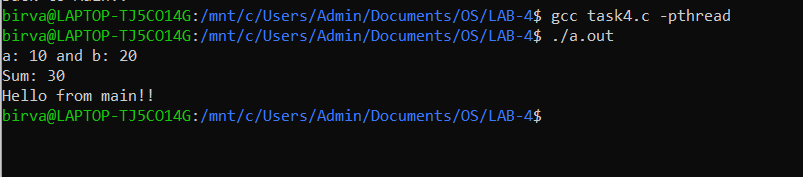 birva@LAPTOP-TJ5CO14G:/mnt/c/Users/Admin/Documents/OS/LAB-4$ gcc task4.c -pthread
birva@LAPTOP-TJ5CO14G:/mnt/c/Users/Admin/Documents/OS/LAB-4$ ./a.out
a: 10 and b: 20
Sum: 30
Hello from main!!
birva@LAPTOP-TJ5CO14G:/mnt/c/Users/Admin/Documents/OS/LAB-4$